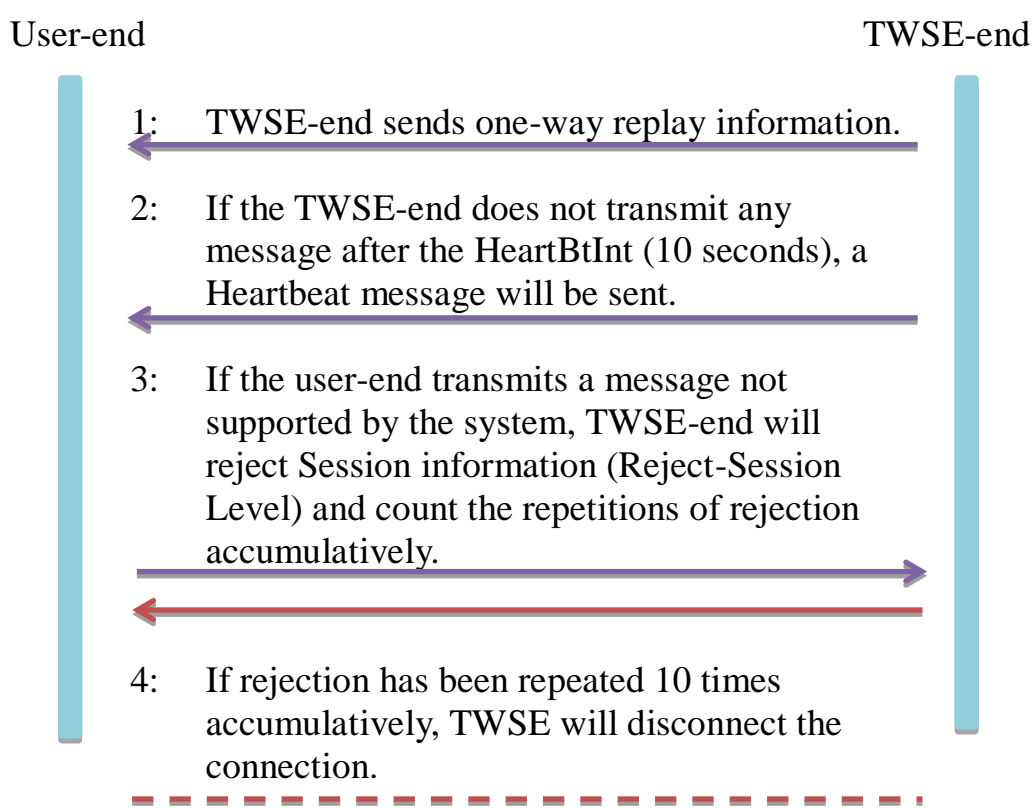 User-end TWSE-end
1: TWSE-end sends one-way replay information.
2: If the TWSE-end does not transmit any
message after the HeartBtInt (10 seconds), a
Heartbeat message will be sent.
3: If the user-end transmits a message not
supported by the system, TWSE-end will
reject Session information (Reject-Session
Level) and count the repetitions of rejection
accumulatively.
4: If rejection has been repeated 10 times
accumulatively, TWSE will disconnect the
connection.